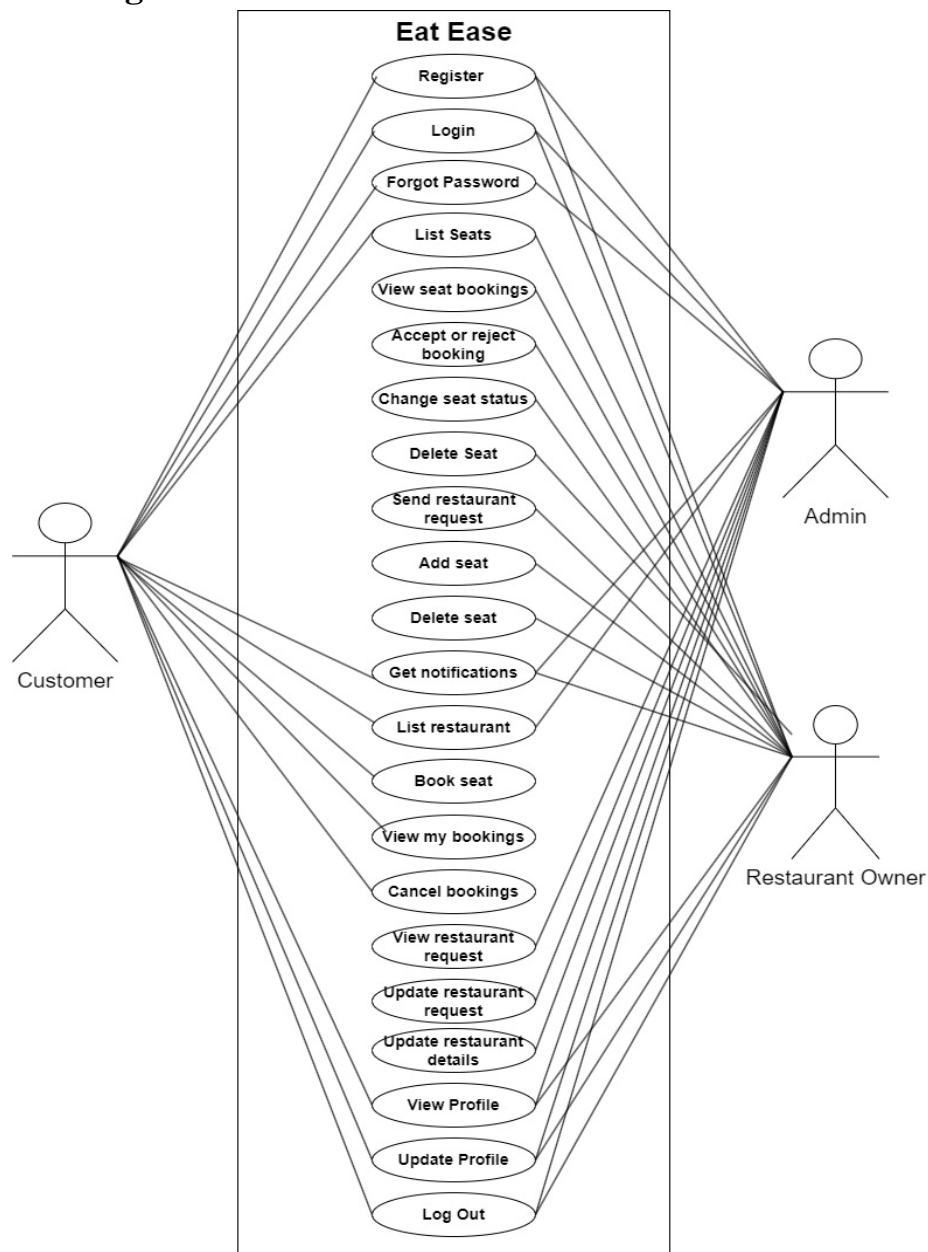 Eat Ease
Register
Login
Forgot Password
List Seats
View seat bookings
Accept or reject
booking
Change seat status
Delete Seat
Send restaurant
request
Add seat
Delete seat
Get notifications
List restaurant
Book seat
View my bookings
Cancel bookings
View restaurant
request
Update restaurant
request
Update restaurant
details
View Profile
Update Profile
Log Out
Customer
Admin
Restaurant Owner